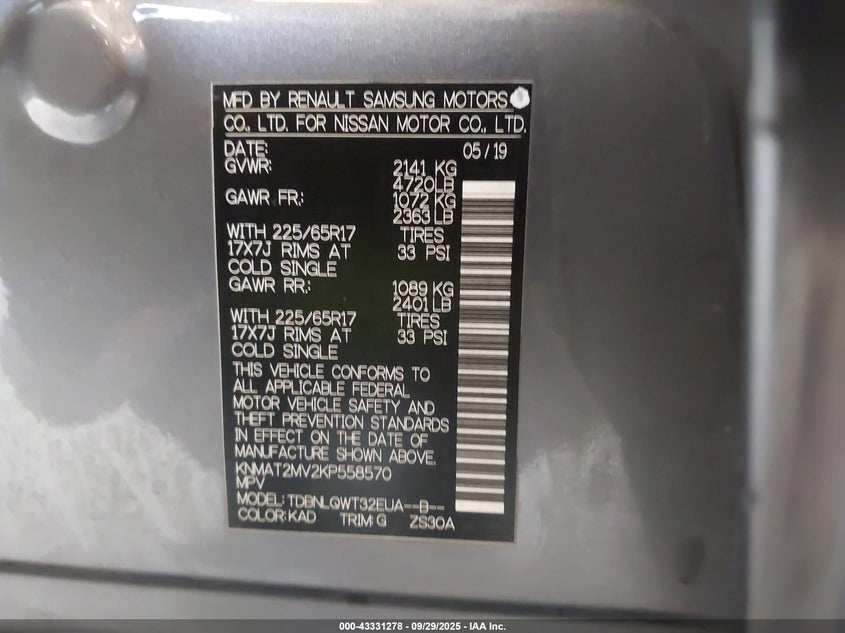 MFD BY RENAULT SAMSUNG MOTORS
CO., LTD. FOR NISSAN MOTOR CO., LTD.
DATE: 05/19
GVWR: 2141 KG
4720LB
GAWR FR.: 1072 KG
2363LB
WITH 225/65R17 TIRES
17X7J RIMS AT 33 PSI
COLD SINGLE
GAWR RR.: 1089 KG
2401LB
WITH 225/65R17 TIRES
17X7J RIMS AT 33 PSI
COLD SINGLE
THIS VEHICLE CONFORMS TO
ALL APPLICABLE FEDERAL
MOTOR VEHICLE SAFETY AND
THEFT PREVENTION STANDARDS
IN EFFECT ON THE DATE OF
MANUFACTURE SHOWN ABOVE.
KNMAT2MV2KP558570
MPV
MODEL: TDBNLQWT32EUA--B--
COLOR:KAD TRIM:G ZS30A
000-43331278 - 09/29/2025 - IAA Inc.